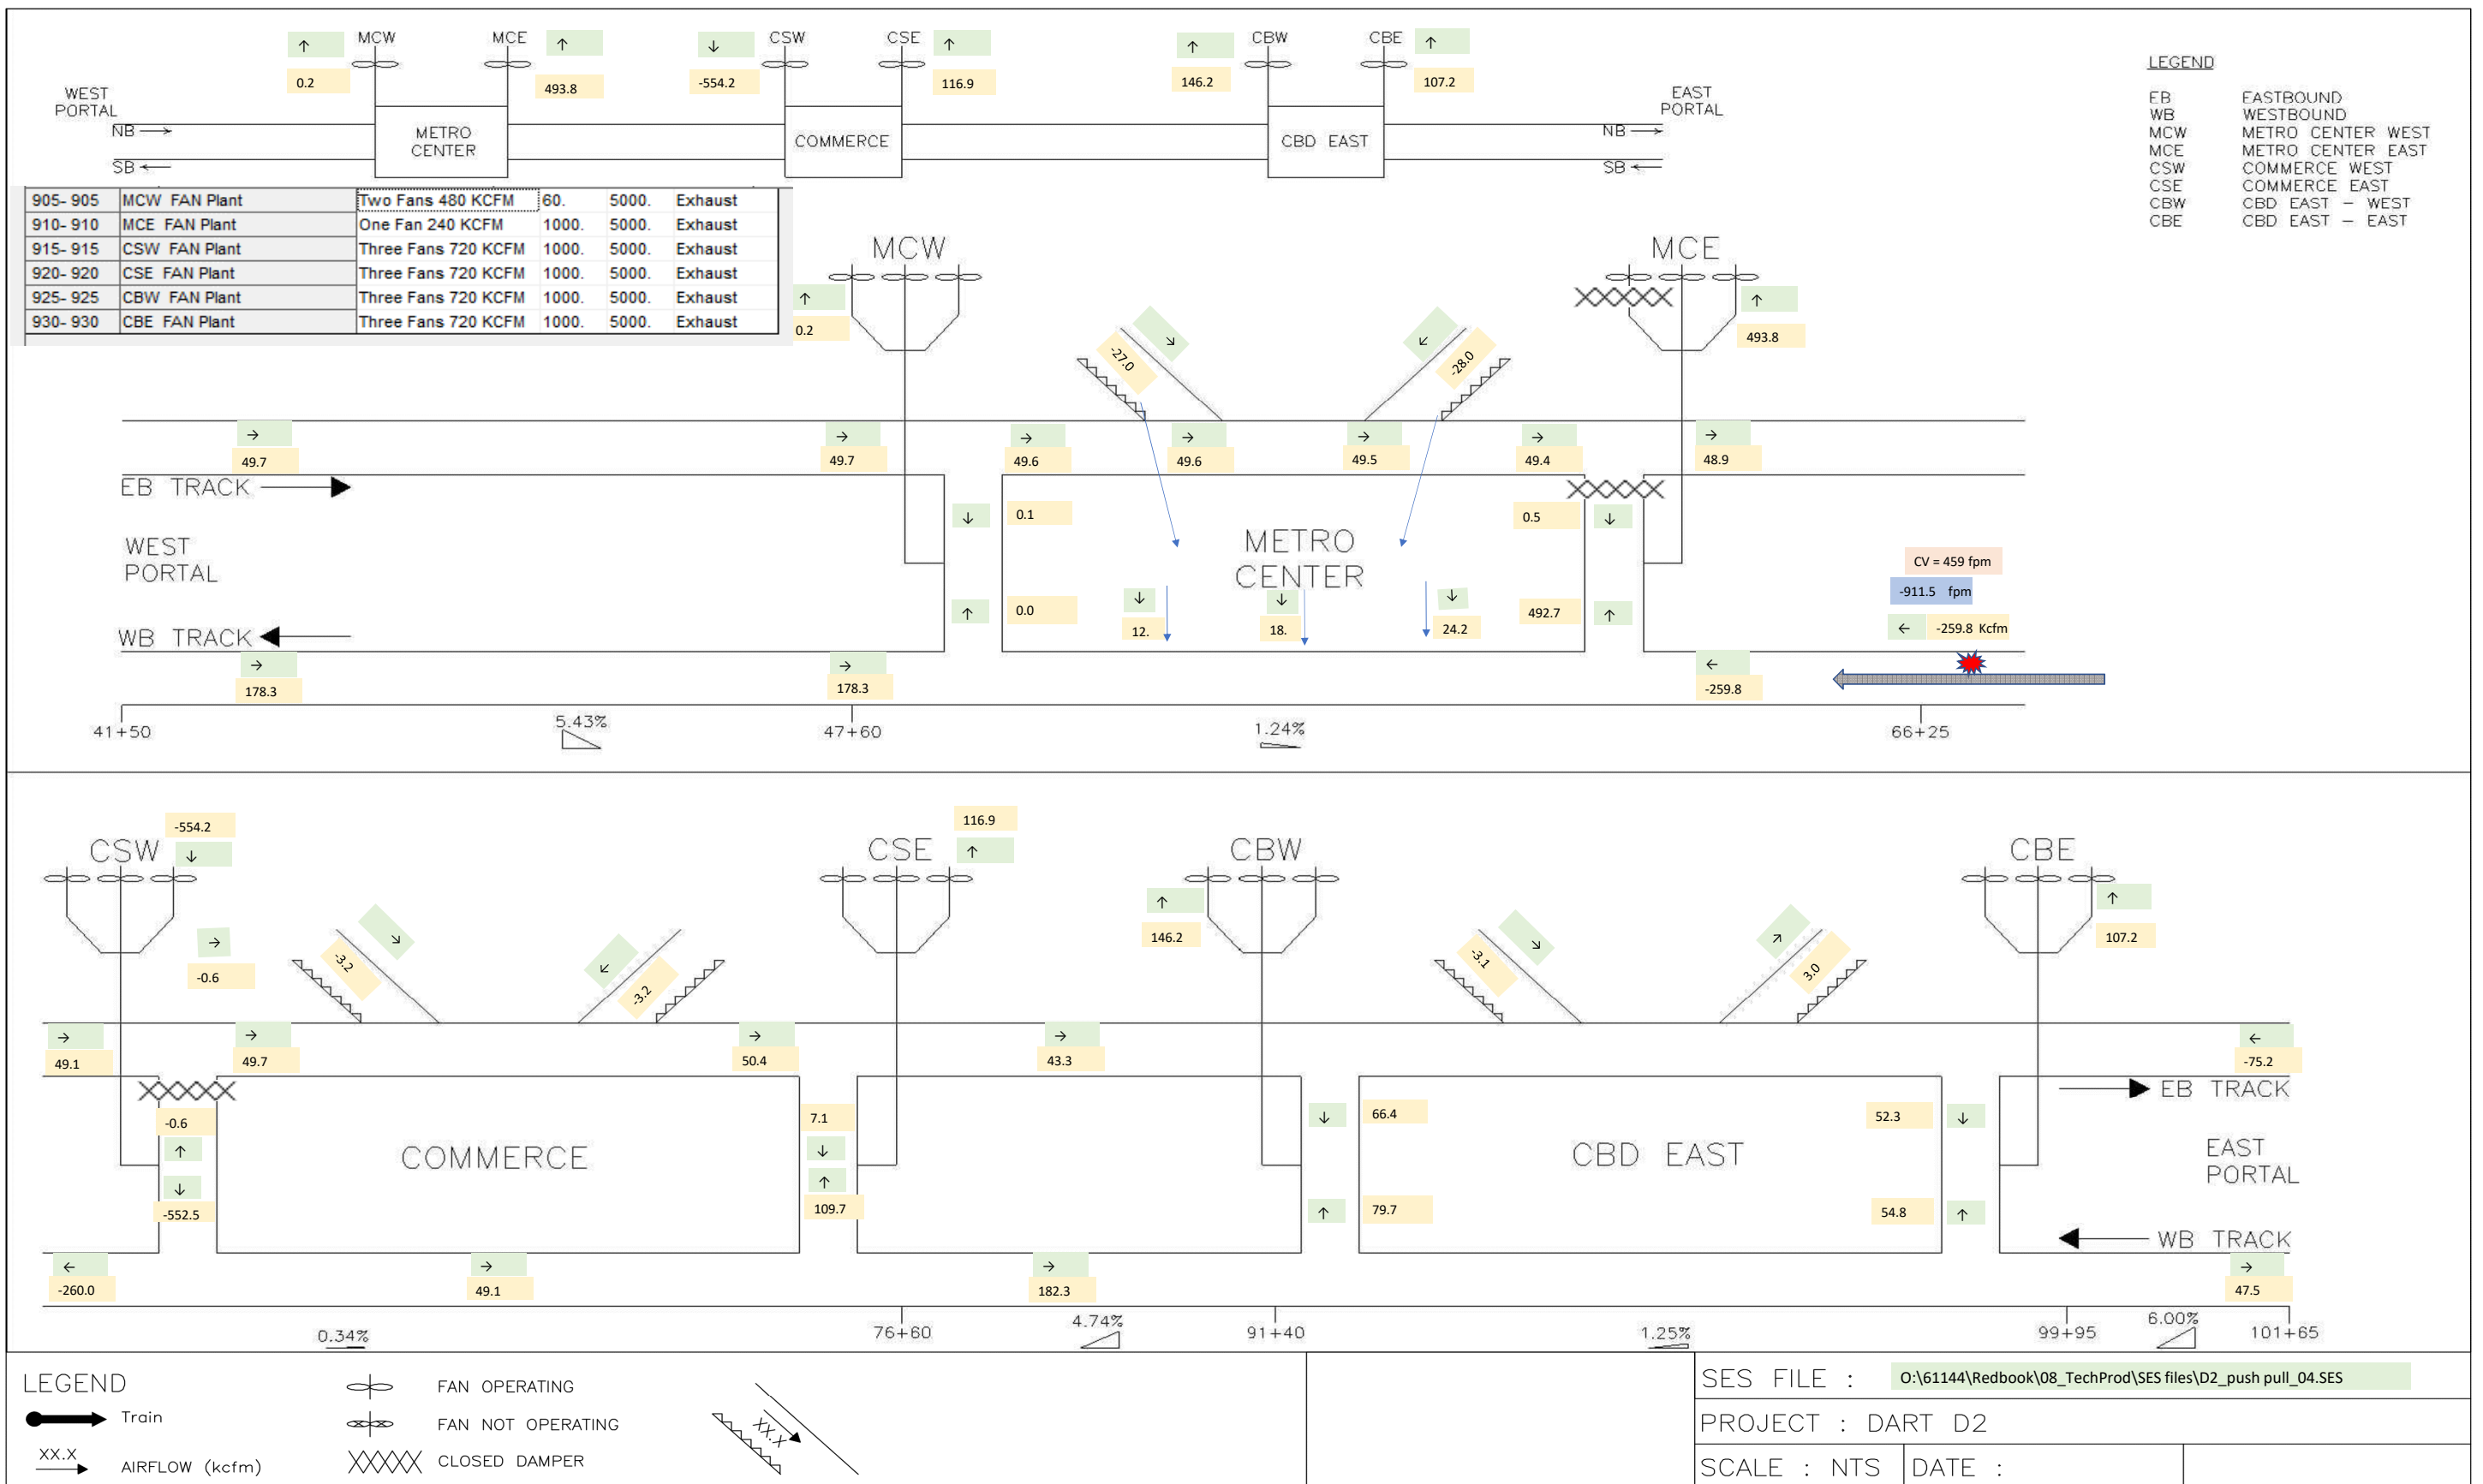 MCW
MCE
CSW
CSE
CBW
CBE
↑
↑
↓
↑
↑
↑
0.2
493.8
-554.2
116.9
146.2
107.2
WEST
PORTAL
EAST
PORTAL
NB →
SB ←
METRO
CENTER
COMMERCE
CBD EAST
NB →
SB ←
LEGEND
EB EASTBOUND
WB WESTBOUND
MCW METRO CENTER WEST
MCE METRO CENTER EAST
CSW COMMERCE WEST
CSE COMMERCE EAST
CBW CBD EAST – WEST
CBE CBD EAST – EAST
905- 905 MCW FAN Plant Two Fans 480 KCFM 60. 5000. Exhaust
910- 910 MCE FAN Plant One Fan 240 KCFM 1000. 5000. Exhaust
915- 915 CSW FAN Plant Three Fans 720 KCFM 1000. 5000. Exhaust
920- 920 CSE FAN Plant Three Fans 720 KCFM 1000. 5000. Exhaust
925- 925 CBW FAN Plant Three Fans 720 KCFM 1000. 5000. Exhaust
930- 930 CBE FAN Plant Three Fans 720 KCFM 1000. 5000. Exhaust
MCW
MCE
↑
0.2
↘
-27.0
↙
-28.0
↑
493.8
→
49.7
→
49.7
→
49.6
→
49.6
→
49.5
→
49.4
→
48.9
EB TRACK
↓
0.1
0.5
↓
WEST
PORTAL
METRO
CENTER
CV = 459 fpm
-911.5 fpm
← -259.8 Kcfm
↑
0.0
↓
12.
↓
18.
↓
24.2
492.7
↑
WB TRACK
→
178.3
→
178.3
←
-259.8
41+50
5.43%
47+60
1.24%
66+25
CSW
-554.2
↓
CSE
116.9
↑
CBW
↑
146.2
CBE
↑
107.2
→
-0.6
↘
-3.2
↙
-3.2
↘
-3.1
↗
3.0
→
49.1
→
49.7
→
50.4
→
43.3
←
-75.2
EB TRACK
-0.6
↑
↓
-552.5
COMMERCE
7.1
↓
↑
109.7
↓
66.4
↑
79.7
CBD EAST
52.3
↓
54.8
↑
EAST
PORTAL
WB TRACK
←
-260.0
→
49.1
→
182.3
→
47.5
0.34%
76+60
4.74%
91+40
1.25%
99+95
6.00%
101+65
LEGEND
Train
XX.X
AIRFLOW (kcfm)
FAN OPERATING
FAN NOT OPERATING
CLOSED DAMPER
XX.X
SES FILE : O:\61144\Redbook\08_TechProd\SES files\D2_push pull_04.SES
PROJECT : DART D2
SCALE : NTS DATE :